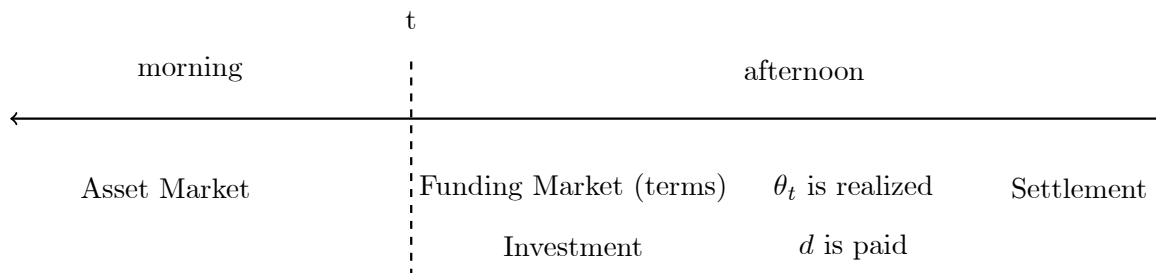 t
morning
afternoon
Asset Market
Funding Market (terms)
θ_t is realized
Settlement
Investment
d is paid